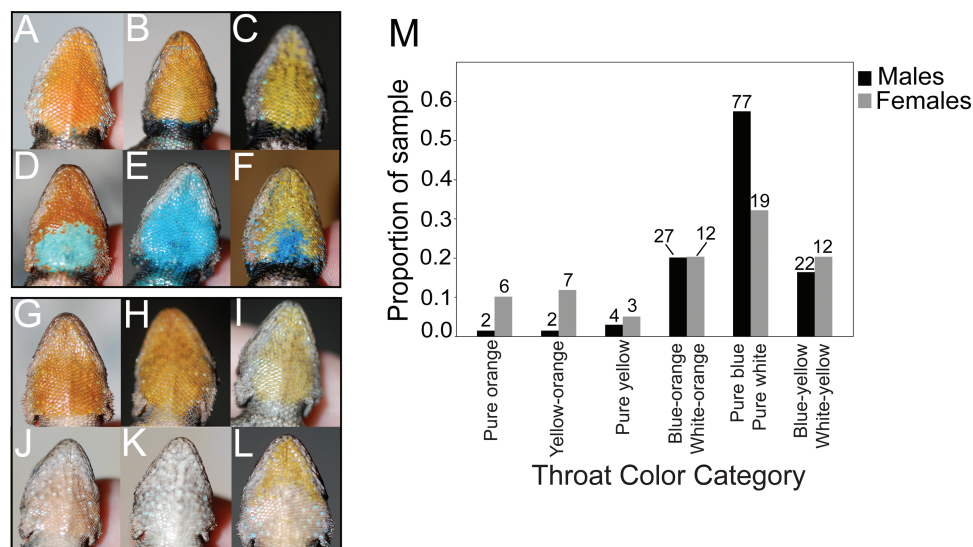 A B C
D E F
G H I
J K L
M
Males
Females
Proportion of sample
0.6
0.5
0.4
0.3
0.2
0.1
0.0
2 6
2 7
4 3
27 12
77 19
22 12
Pure orange
Yellow-orange
Pure yellow
Blue-orange
White-orange
Pure blue
Pure white
Blue-yellow
White-yellow
Throat Color Category